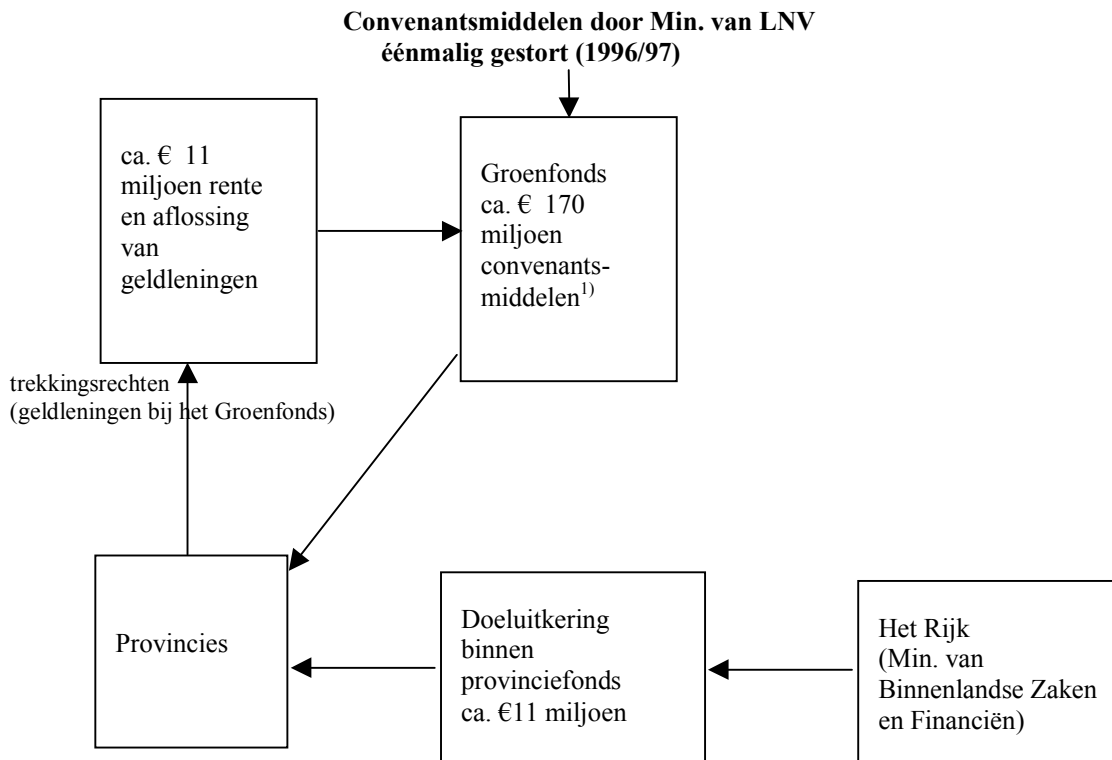 Convenantsmiddelen door Min. van LNV
éénmalig gestort (1996/97)
ca. € 11
miljoen rente
en aflossing
van
geldleningen
Groenfonds
ca. € 170
miljoen
convenants-
middelen¹⁾
trekkingsrechten
(geldleningen bij het Groenfonds)
Provincies
Doeluitkering
binnen
provinciefonds
ca. €11 miljoen
Het Rijk
(Min. van
Binnenlandse Zaken
en Financiën)